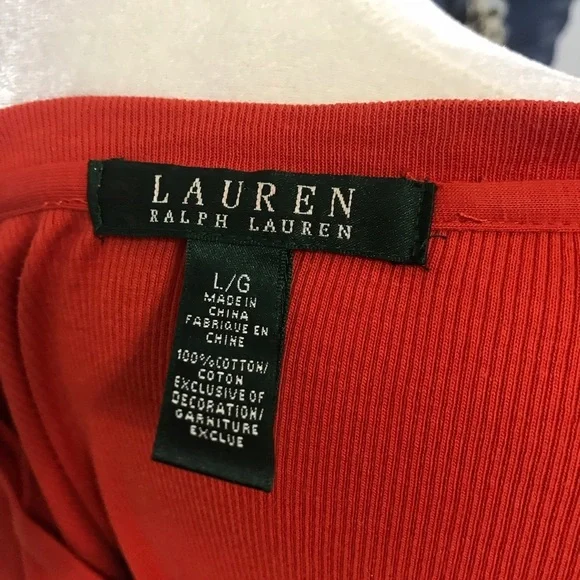 LAUREN
RALPH LAUREN
L/G
MADE IN
CHINA
FABRIQUE EN
CHINE
100% COTTON/
COTON
EXCLUSIVE OF
DECORATION/
GARNITURE
EXCLUE